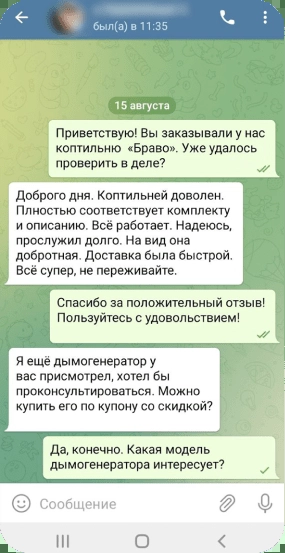 был(а) в 11:35
15 августа
Приветствую! Вы заказывали у нас
коптильню «Браво». Уже удалось
проверить в деле?
Доброго дня. Коптильней доволен.
Плностью соответствует комплекту
и описанию. Всё работает. Надеюсь,
прослужил долго. На вид она
добротная. Доставка была быстрой.
Всё супер, не переживайте.
Спасибо за положительный отзыв!
Пользуйтесь с удовольствием!
Я ещё дымогенератор у
вас присмотрел, хотел бы
проконсультироваться. Можно
купить его по купону со скидкой?
Да, конечно. Какая модель
дымогенератора интересует?
Сообщение